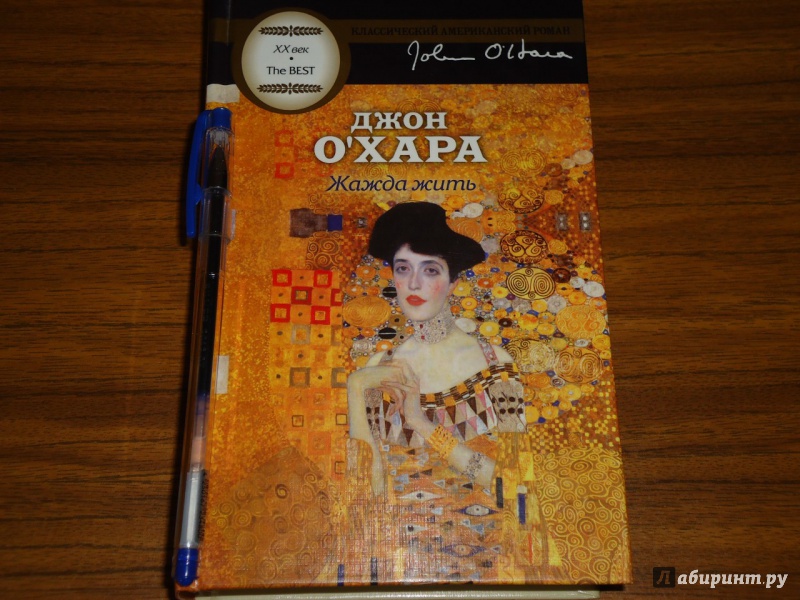 КЛАССИЧЕСКИЙ АМЕРИКАНСКИЙ РОМАН
XX век
The BEST
John O'Hara
ДЖОН
О'ХАРА
Жажда жить
Лабиринт.ру